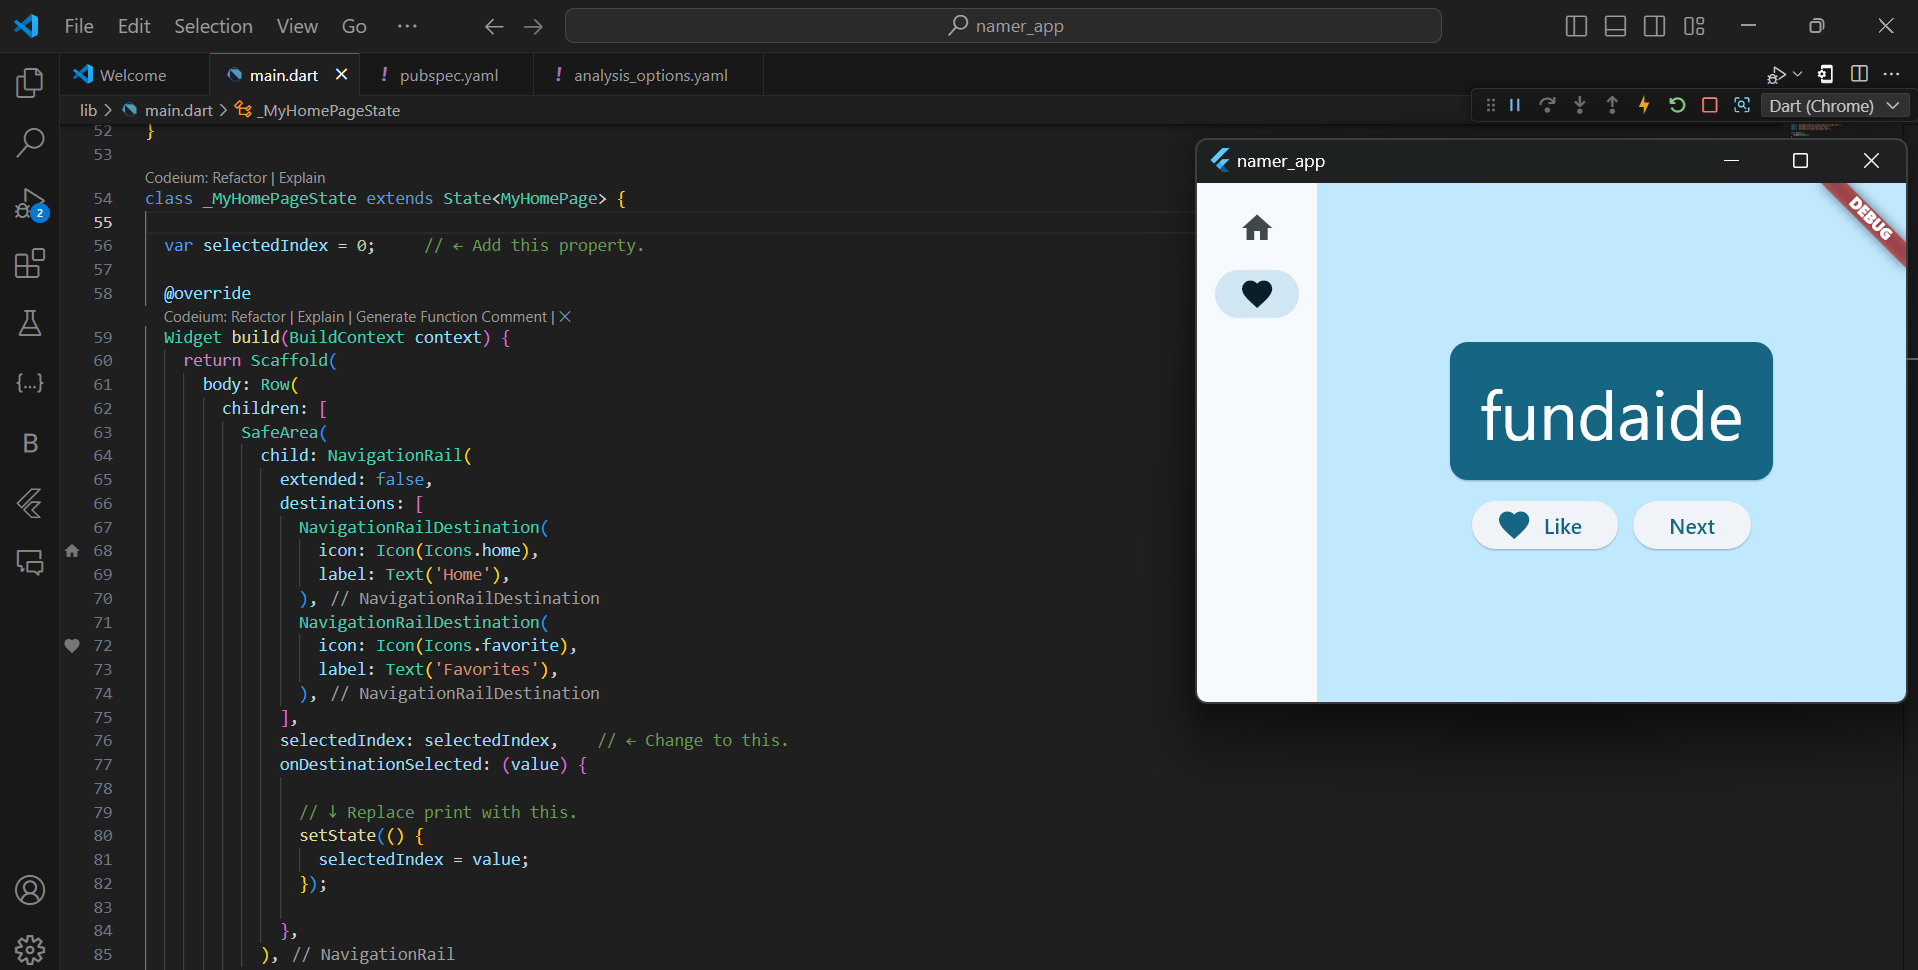 File Edit Selection View Go ··· namer_app
Welcome main.dart ! pubspec.yaml ! analysis_options.yaml
lib > main.dart > _MyHomePageState
Dart (Chrome)
52 }
53
Codeium: Refactor | Explain
54 class _MyHomePageState extends State<MyHomePage> {
55
56 var selectedIndex = 0; // ← Add this property.
57
58 @override
Codeium: Refactor | Explain | Generate Function Comment | ×
59 Widget build(BuildContext context) {
60 return Scaffold(
61 body: Row(
62 children: [
63 SafeArea(
64 child: NavigationRail(
65 extended: false,
66 destinations: [
67 NavigationRailDestination(
68 icon: Icon(Icons.home),
69 label: Text('Home'),
70 ), // NavigationRailDestination
71 NavigationRailDestination(
72 icon: Icon(Icons.favorite),
73 label: Text('Favorites'),
74 ), // NavigationRailDestination
75 ],
76 selectedIndex: selectedIndex, // ← Change to this.
77 onDestinationSelected: (value) {
78
79 // ↓ Replace print with this.
80 setState(() {
81 selectedIndex = value;
82 });
83
84 },
85 ), // NavigationRail
2
B
namer_app
DEBUG
fundaide
Like Next